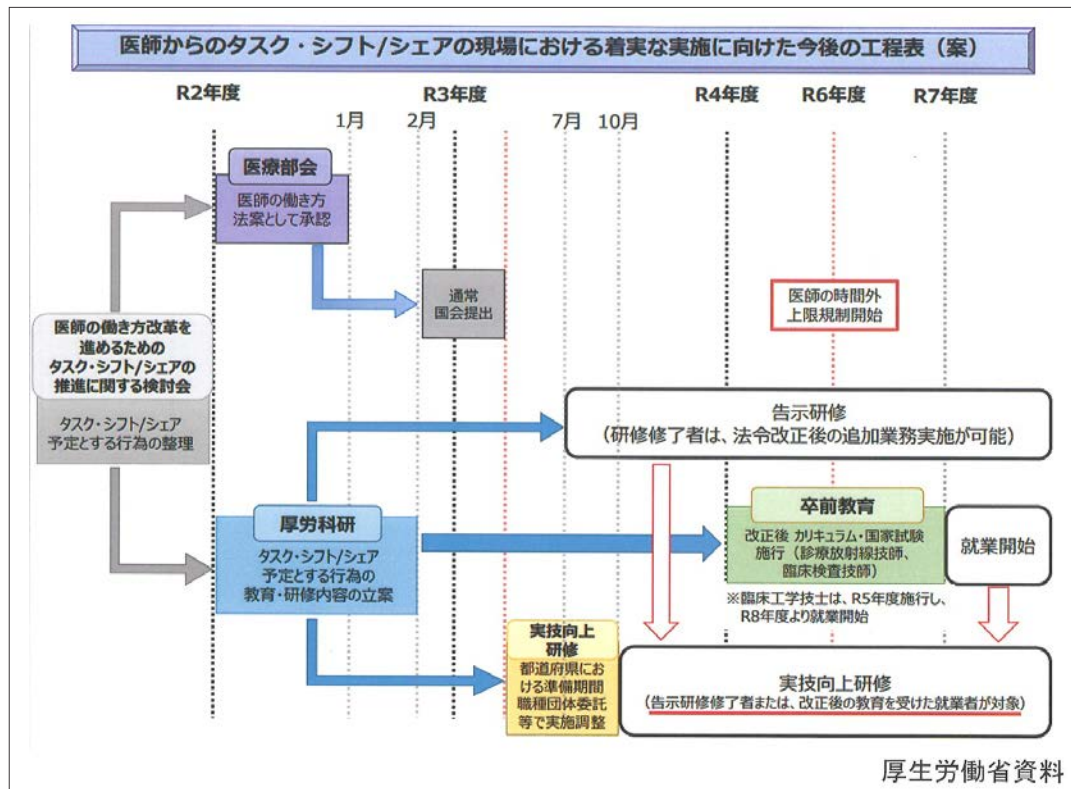 医師からのタスク・シフト/シェアの現場における着実な実施に向けた今後の工程表（案）
R2年度
R3年度
R4年度
R6年度
R7年度
1月
2月
7月
10月
医療部会
医師の働き方
法案として承認
通常
国会提出
医師の時間外
上限規制開始
医師の働き方改革を
進めるための
タスク・シフト/シェアの
推進に関する検討会
タスク・シフト/シェア
予定とする行為の整理
告示研修
（研修修了者は、法令改正後の追加業務実施が可能）
厚労科研
タスク・シフト/シェア
予定とする行為の
教育・研修内容の立案
卒前教育
改正後 カリキュラム・国家試験
施行（診療放射線技師、
臨床検査技師）
就業開始
※臨床工学技士は、R5年度施行し、
R8年度より就業開始
実技向上
研修
都道府県にお
ける準備期間
職種団体委託
等で実施調整
実技向上研修
（告示研修修了者または、改正後の教育を受けた就業者が対象）
厚生労働省資料